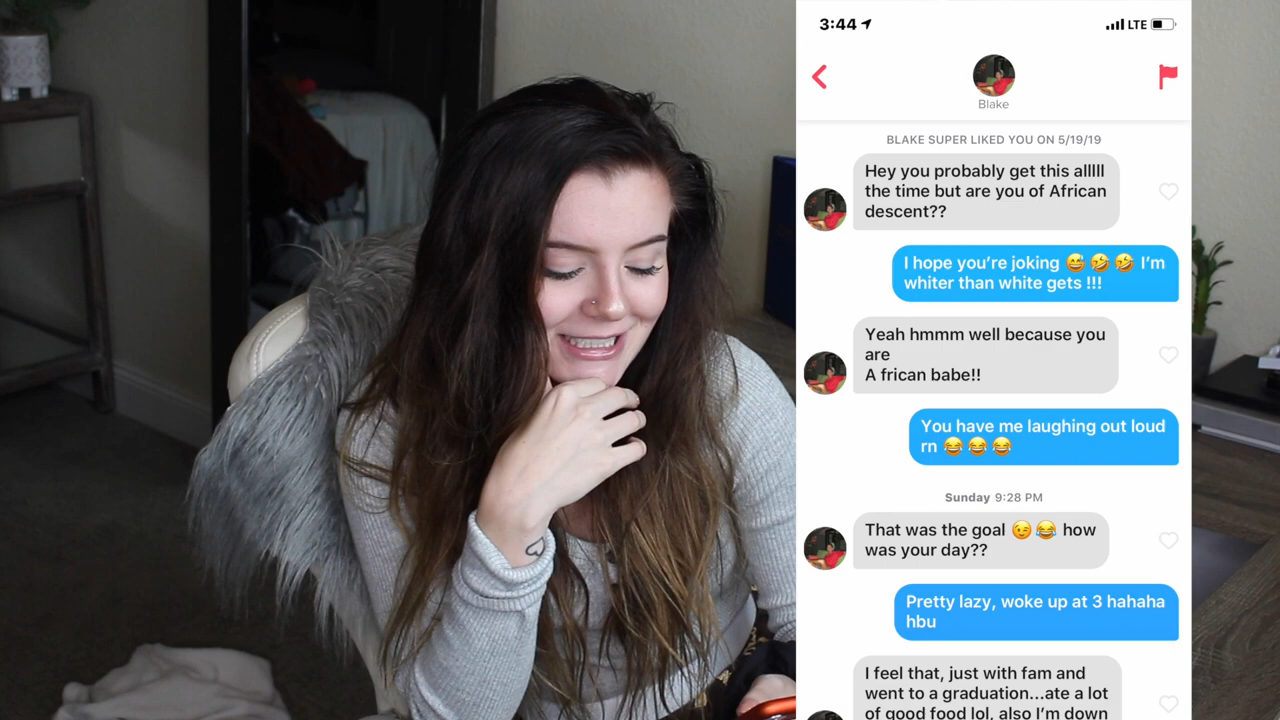 3:44
LTE
Blake
BLAKE SUPER LIKED YOU ON 5/19/19
Hey you probably get this alllll
the time but are you of African
descent??
I hope you’re joking 😅 🤣 🤣 I’m
whiter than white gets !!!
Yeah hmmm well because you
are
A frican babe!!
You have me laughing out loud
rn 😂 😂 😂
Sunday 9:28 PM
That was the goal 😉 😂 how
was your day??
Pretty lazy, woke up at 3 hahaha
hbu
I feel that, just with fam and
went to a graduation...ate a lot
of good food lol, also I’m down